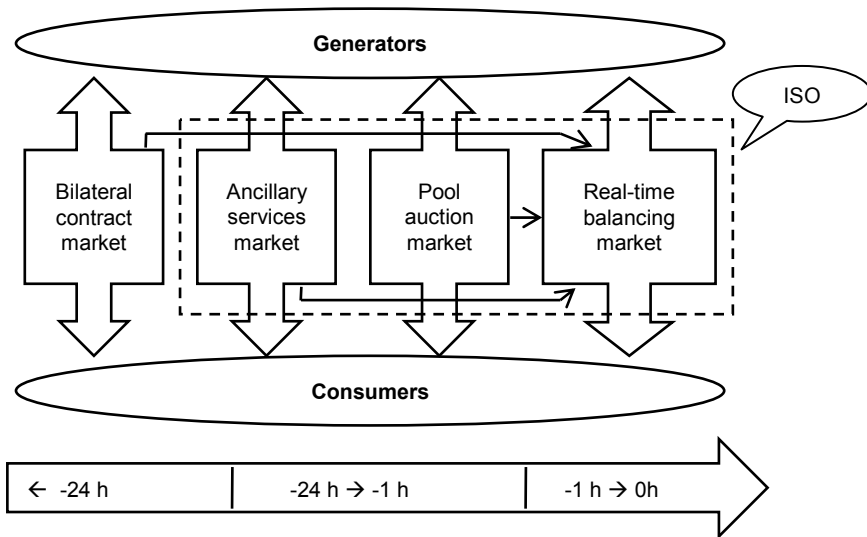 Generators
ISO
Bilateral
contract
market
Ancillary
services
market
Pool
auction
market
Real-time
balancing
market
Consumers
← -24 h
-24 h → -1 h
-1 h → 0h